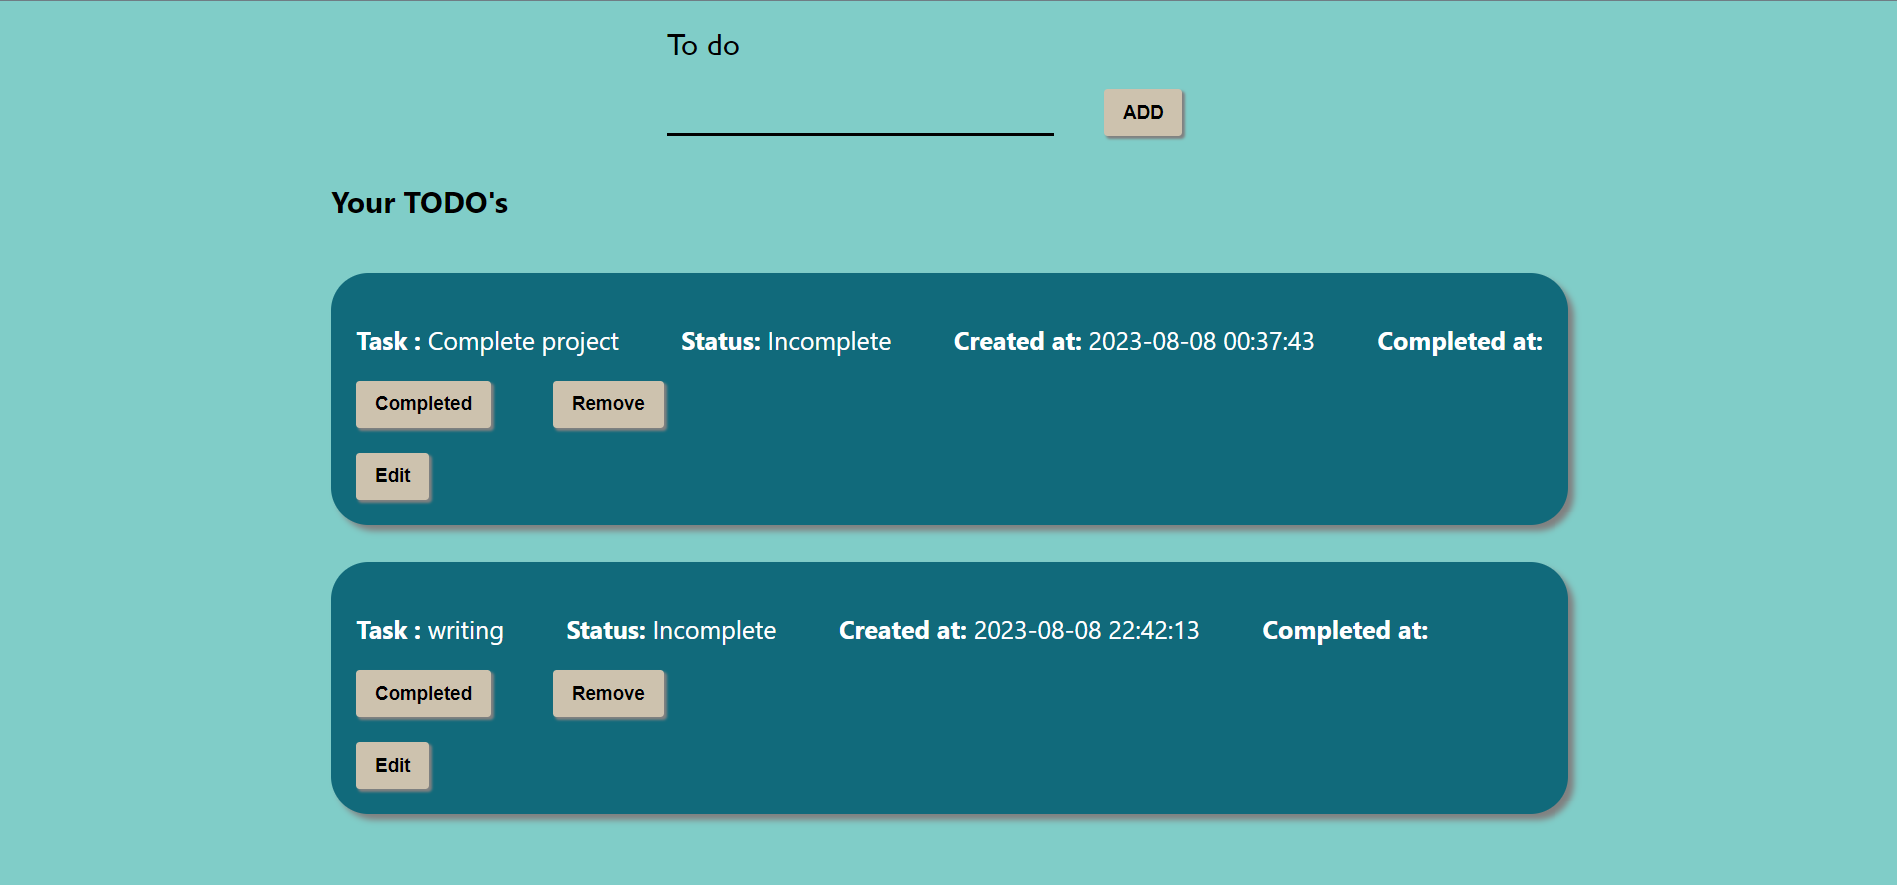 To do
ADD
Your TODO's
Task : Complete project Status: Incomplete Created at: 2023-08-08 00:37:43 Completed at:
Completed Remove
Edit
Task : writing Status: Incomplete Created at: 2023-08-08 22:42:13 Completed at:
Completed Remove
Edit